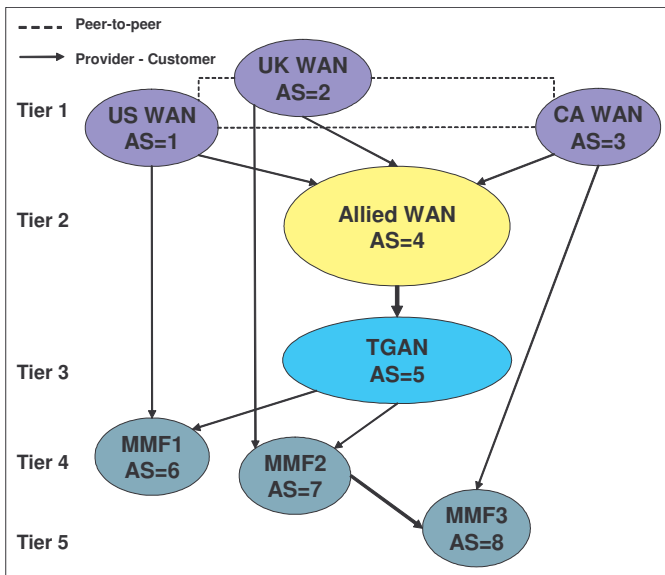 Peer-to-peer
Provider - Customer
Tier 1
US WAN
AS=1
UK WAN
AS=2
CA WAN
AS=3
Tier 2
Allied WAN
AS=4
Tier 3
TGAN
AS=5
Tier 4
MMF1
AS=6
MMF2
AS=7
Tier 5
MMF3
AS=8